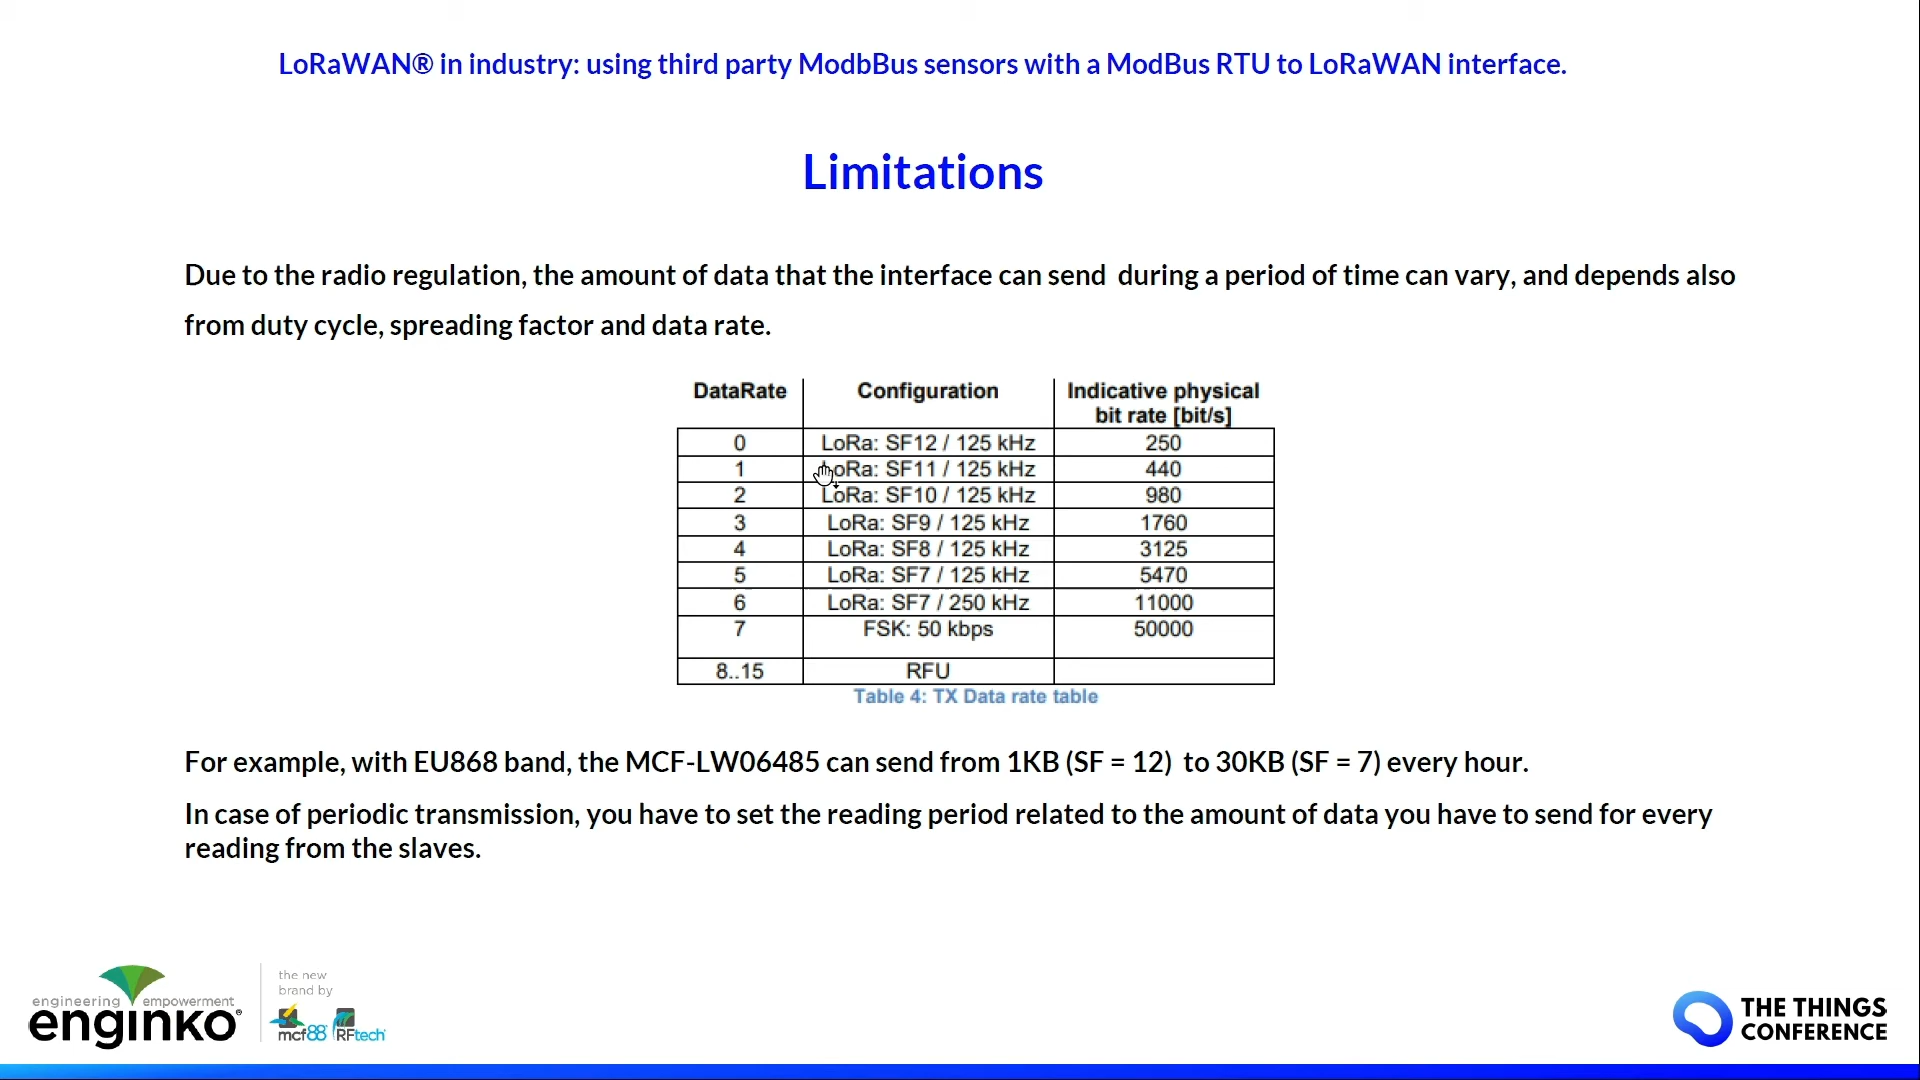 LoRaWAN® in industry: using third party ModbBus sensors with a ModBus RTU to LoRaWAN interface.
Limitations
Due to the radio regulation, the amount of data that the interface can send during a period of time can vary, and depends also
from duty cycle, spreading factor and data rate.
DataRate Configuration Indicative physical
bit rate [bit/s]
0 LoRa: SF12 / 125 kHz 250
1 LoRa: SF11 / 125 kHz 440
2 LoRa: SF10 / 125 kHz 980
3 LoRa: SF9 / 125 kHz 1760
4 LoRa: SF8 / 125 kHz 3125
5 LoRa: SF7 / 125 kHz 5470
6 LoRa: SF7 / 250 kHz 11000
7 FSK: 50 kbps 50000
8..15 RFU
Table 4: TX Data rate table
For example, with EU868 band, the MCF-LW06485 can send from 1KB (SF = 12) to 30KB (SF = 7) every hour.
In case of periodic transmission, you have to set the reading period related to the amount of data you have to send for every
reading from the slaves.
engineering empowerment
enginko®
the new
brand by
mcf88 RFtech
THE THINGS
CONFERENCE